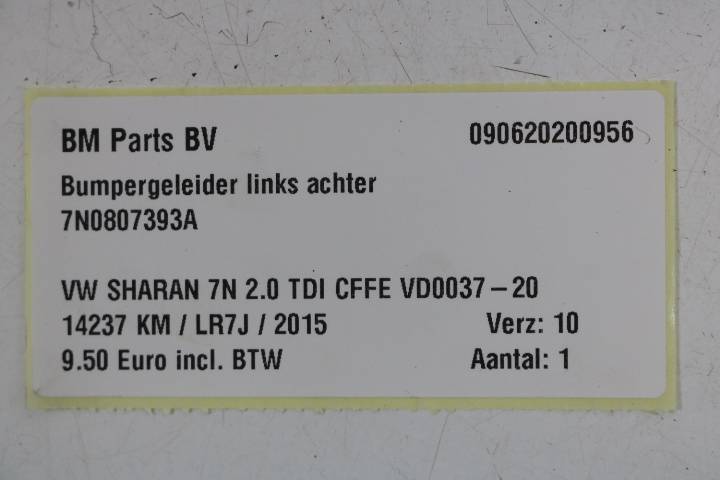 BM Parts BV 090620200956
Bumpergeleider links achter
7N0807393A
VW SHARAN 7N 2.0 TDI CFFE VD0037-20
14237 KM / LR7J / 2015 Verz: 10
9.50 Euro incl. BTW Aantal: 1